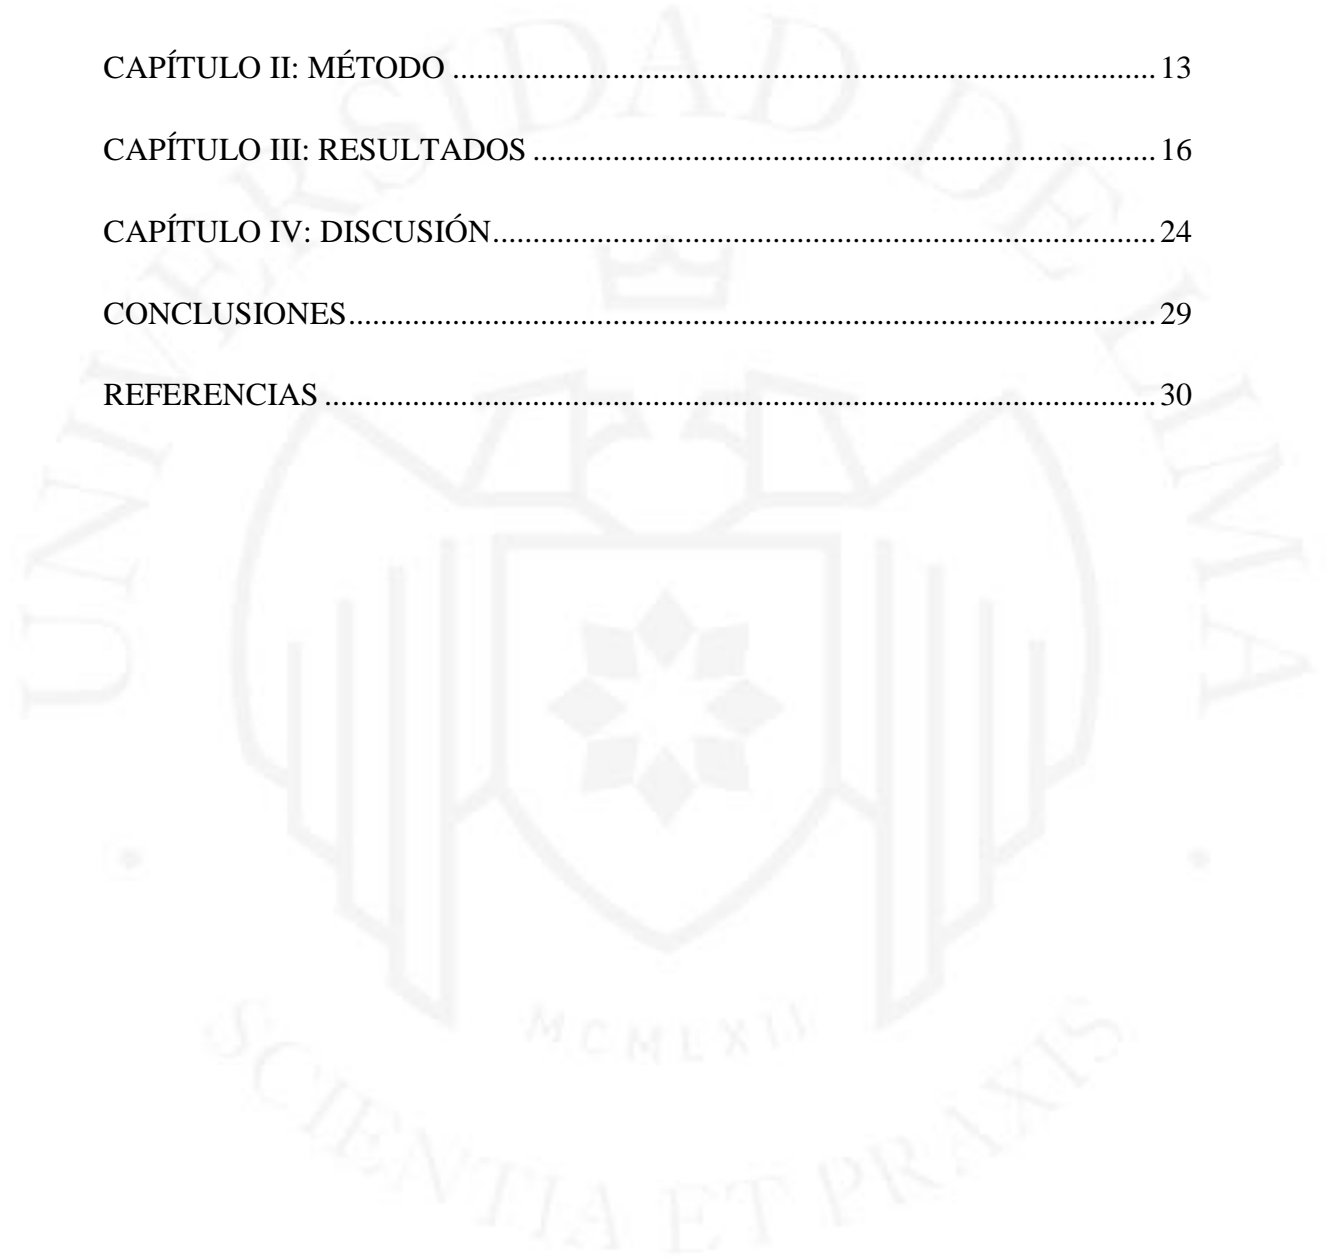 CAPÍTULO II: MÉTODO ........................................................................................ 13
CAPÍTULO III: RESULTADOS .............................................................................. 16
CAPÍTULO IV: DISCUSIÓN................................................................................... 24
CONCLUSIONES..................................................................................................... 29
REFERENCIAS ........................................................................................................ 30
UNIVERSIDAD DE LIMA
MCMLXII
SCIENTIA ET PRAXIS